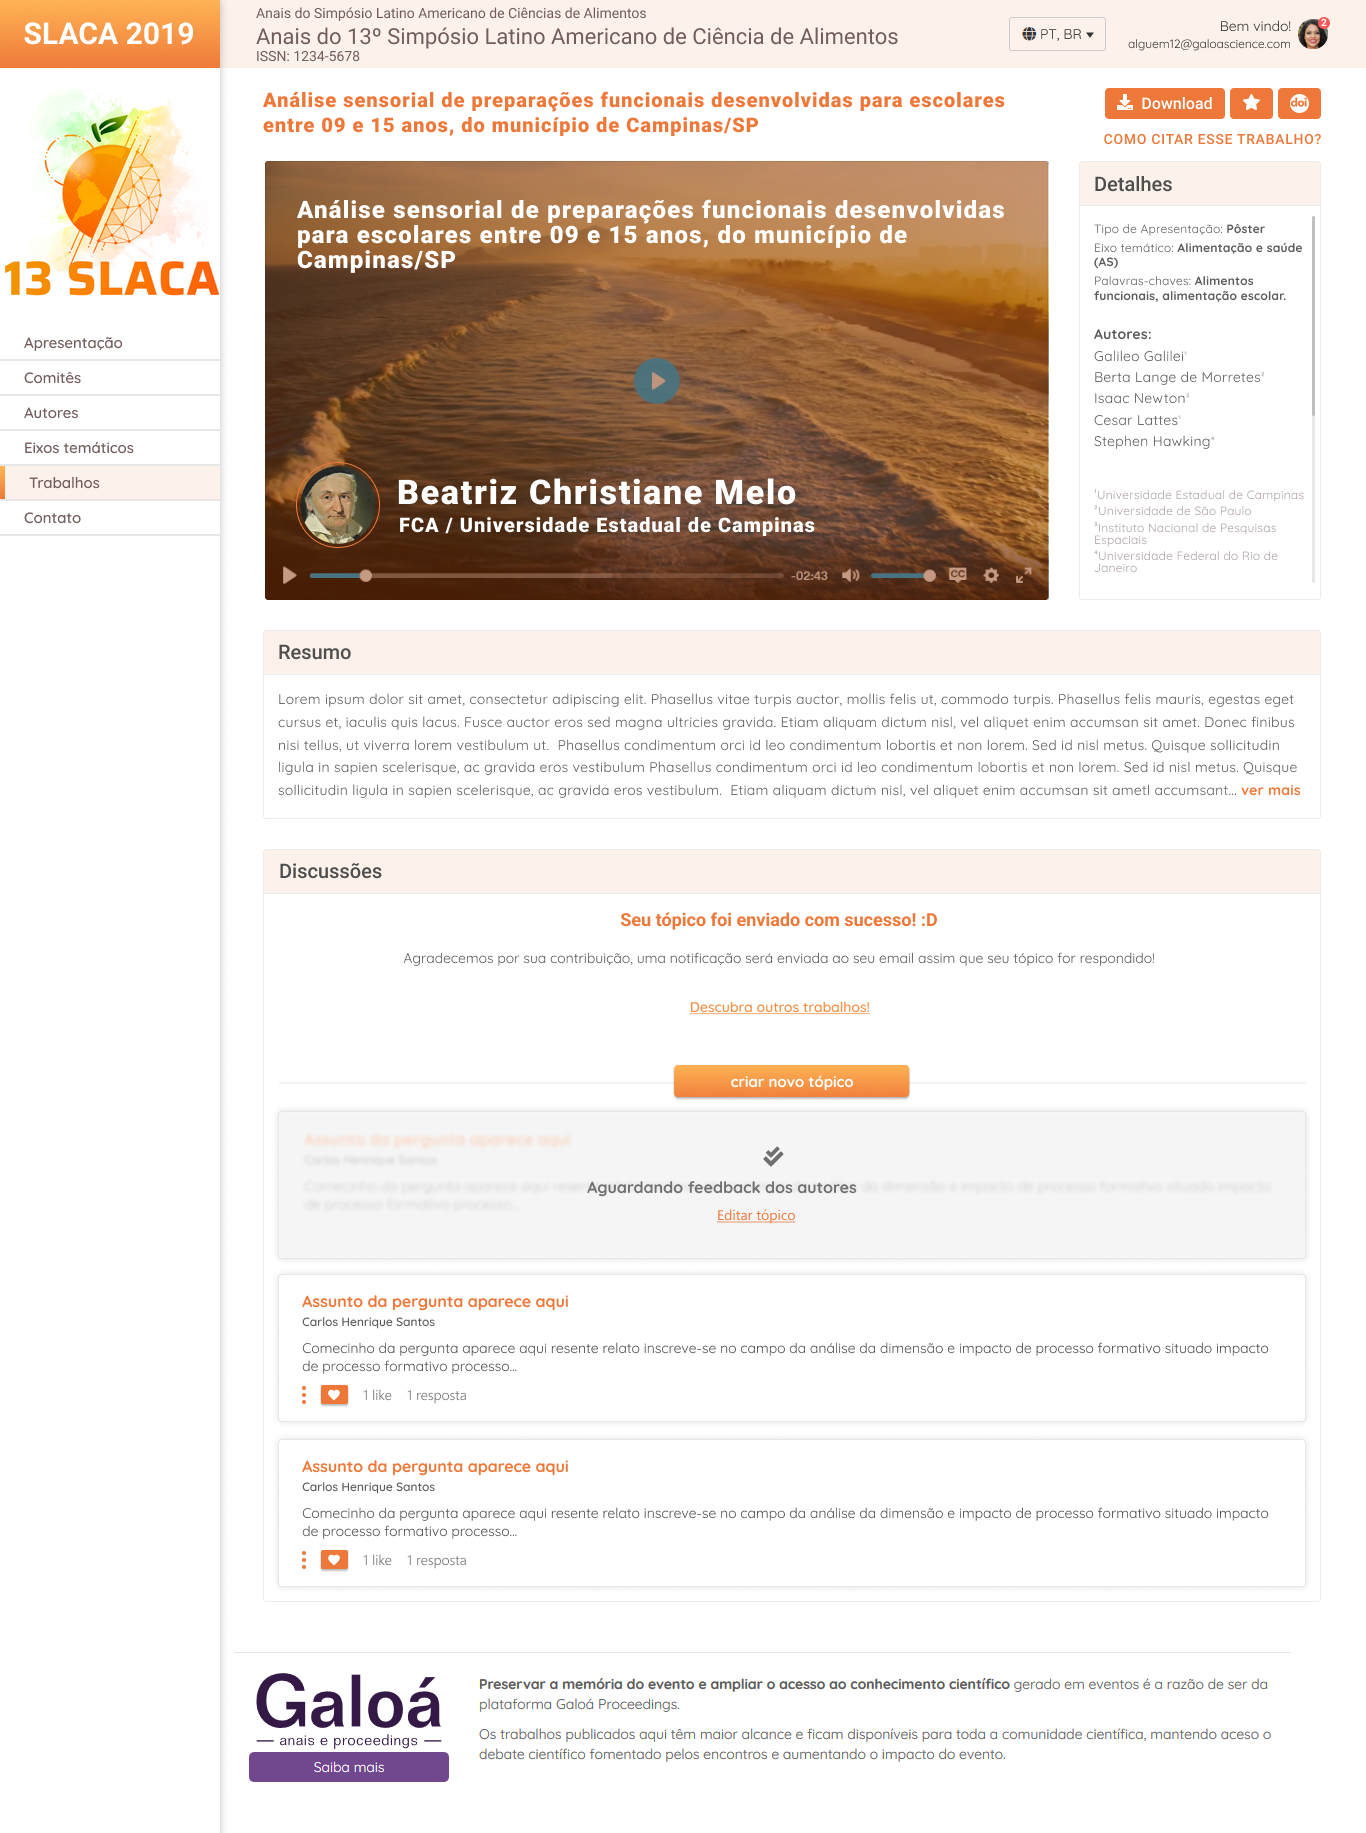 SLACA 2019
Anais do Simpósio Latino Americano de Ciências de Alimentos
Anais do 13º Simpósio Latino Americano de Ciência de Alimentos
ISSN: 1234-5678
PT, BR
Bem vindo!
alguem12@galoascience.com
2
13 SLACA
Apresentação
Comitês
Autores
Eixos temáticos
Trabalhos
Contato
Análise sensorial de preparações funcionais desenvolvidas para escolares
entre 09 e 15 anos, do município de Campinas/SP
Download
doi
COMO CITAR ESSE TRABALHO?
Análise sensorial de preparações funcionais desenvolvidas
para escolares entre 09 e 15 anos, do município de
Campinas/SP
Beatriz Christiane Melo
FCA / Universidade Estadual de Campinas
-02:43
CC
Detalhes
Tipo de Apresentação: Pôster
Eixo temático: Alimentação e saúde
(AS)
Palavras-chaves: Alimentos
funcionais, alimentação escolar.
Autores:
Galileo Galilei¹
Berta Lange de Morretes²
Isaac Newton³
Cesar Lattes³
Stephen Hawking⁴
¹Universidade Estadual de Campinas
²Universidade de São Paulo
³Instituto Nacional de Pesquisas
Espaciais
⁴Universidade Federal do Rio de
Janeiro
Resumo
Lorem ipsum dolor sit amet, consectetur adipiscing elit. Phasellus vitae turpis auctor, mollis felis ut, commodo turpis. Phasellus felis mauris, egestas eget
cursus et, iaculis quis lacus. Fusce auctor eros sed magna ultricies gravida. Etiam aliquam dictum nisl, vel aliquet enim accumsan sit amet. Donec finibus
nisi tellus, ut viverra lorem vestibulum ut.  Phasellus condimentum orci id leo condimentum lobortis et non lorem. Sed id nisl metus. Quisque sollicitudin
ligula in sapien scelerisque, ac gravida eros vestibulum Phasellus condimentum orci id leo condimentum lobortis et non lorem. Sed id nisl metus. Quisque
sollicitudin ligula in sapien scelerisque, ac gravida eros vestibulum.  Etiam aliquam dictum nisl, vel aliquet enim accumsan sit ametl accumsant... ver mais
Discussões
Seu tópico foi enviado com sucesso! :D
Agradecemos por sua contribuição, uma notificação será enviada ao seu email assim que seu tópico for respondido!
Descubra outros trabalhos!
criar novo tópico
Assunto da pergunta aparece aqui
Carlos Henrique Santos
Comecinho da pergunta aparece aqui da dimensão e impacto de processo formativo situado impacto
de processo formativo processo...
Aguardando feedback dos autores
Editar tópico
Assunto da pergunta aparece aqui
Carlos Henrique Santos
Comecinho da pergunta aparece aqui resente relato inscreve-se no campo da análise da dimensão e impacto de processo formativo situado impacto
de processo formativo processo...
1 like 1 resposta
Assunto da pergunta aparece aqui
Carlos Henrique Santos
Comecinho da pergunta aparece aqui resente relato inscreve-se no campo da análise da dimensão e impacto de processo formativo situado impacto
de processo formativo processo...
1 like 1 resposta
Galoá
anais e proceedings
Saiba mais
Preservar a memória do evento e ampliar o acesso ao conhecimento científico gerado em eventos é a razão de ser da
plataforma Galoá Proceedings.
Os trabalhos publicados aqui têm maior alcance e ficam disponíveis para toda a comunidade científica, mantendo aceso o
debate científico fomentado pelos encontros e aumentando o impacto do evento.